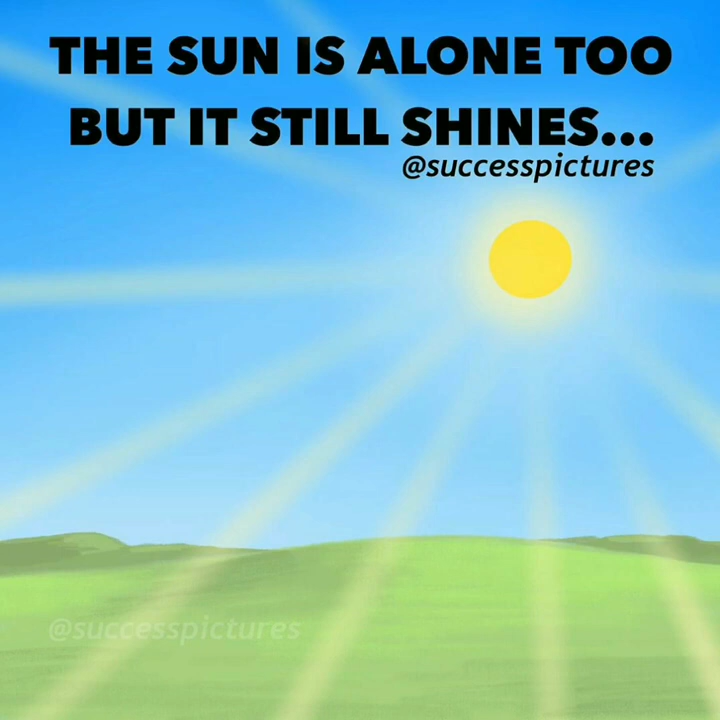 THE SUN IS ALONE TOO
BUT IT STILL SHINES...
@successpictures
@successpictures